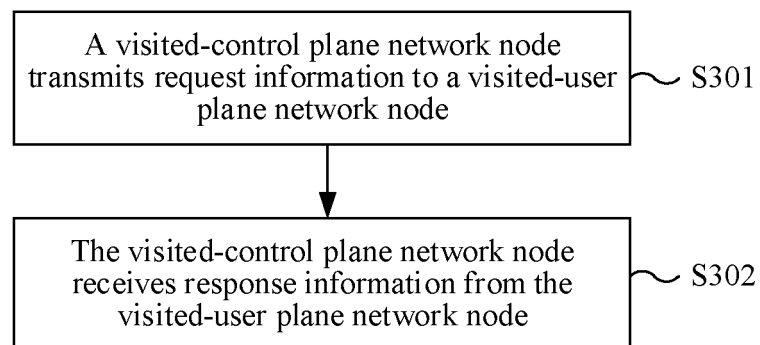 A visited-control plane network node
transmits request information to a visited-user
plane network node
S301
The visited-control plane network node
receives response information from the
visited-user plane network node
S302